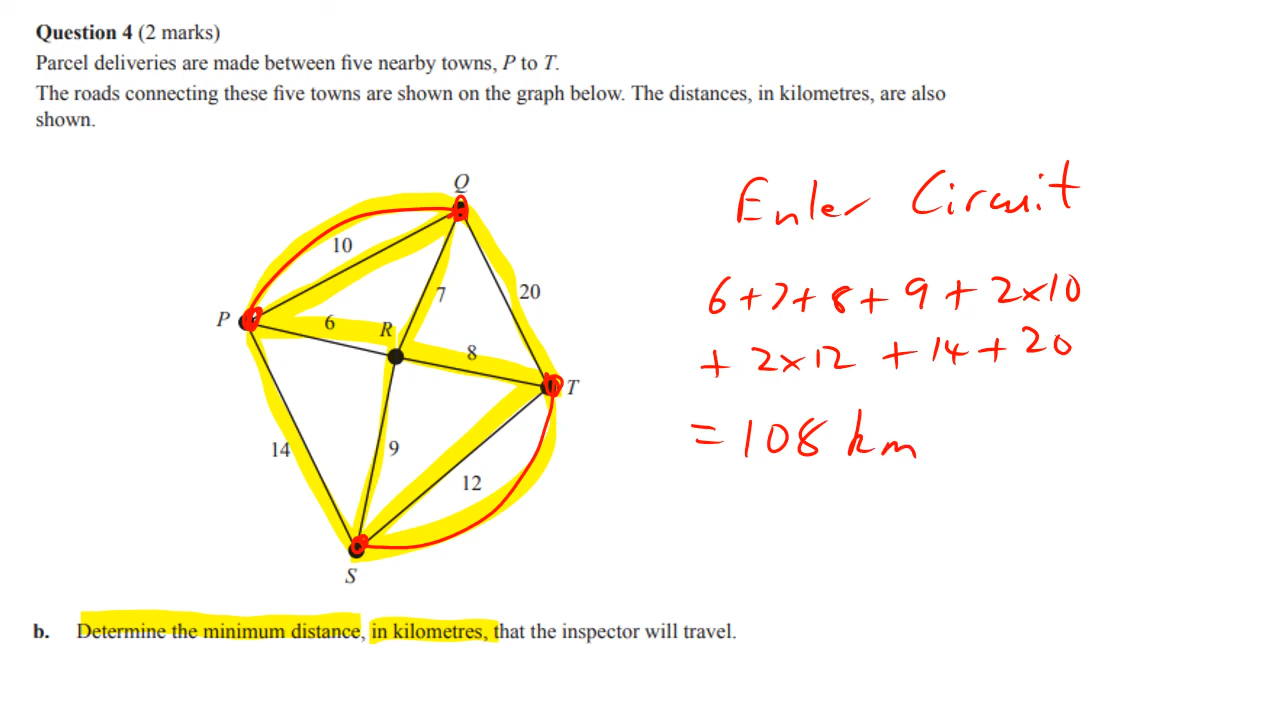 Question 4 (2 marks)
Parcel deliveries are made between five nearby towns, P to T.
The roads connecting these five towns are shown on the graph below. The distances, in kilometres, are also
shown.
Q
10
7
20
P
6
R
8
T
14
9
12
S
Euler Circuit
6+7+8+9+2×10
+ 2×12 +14+20
=108 km
b. Determine the minimum distance, in kilometres, that the inspector will travel.